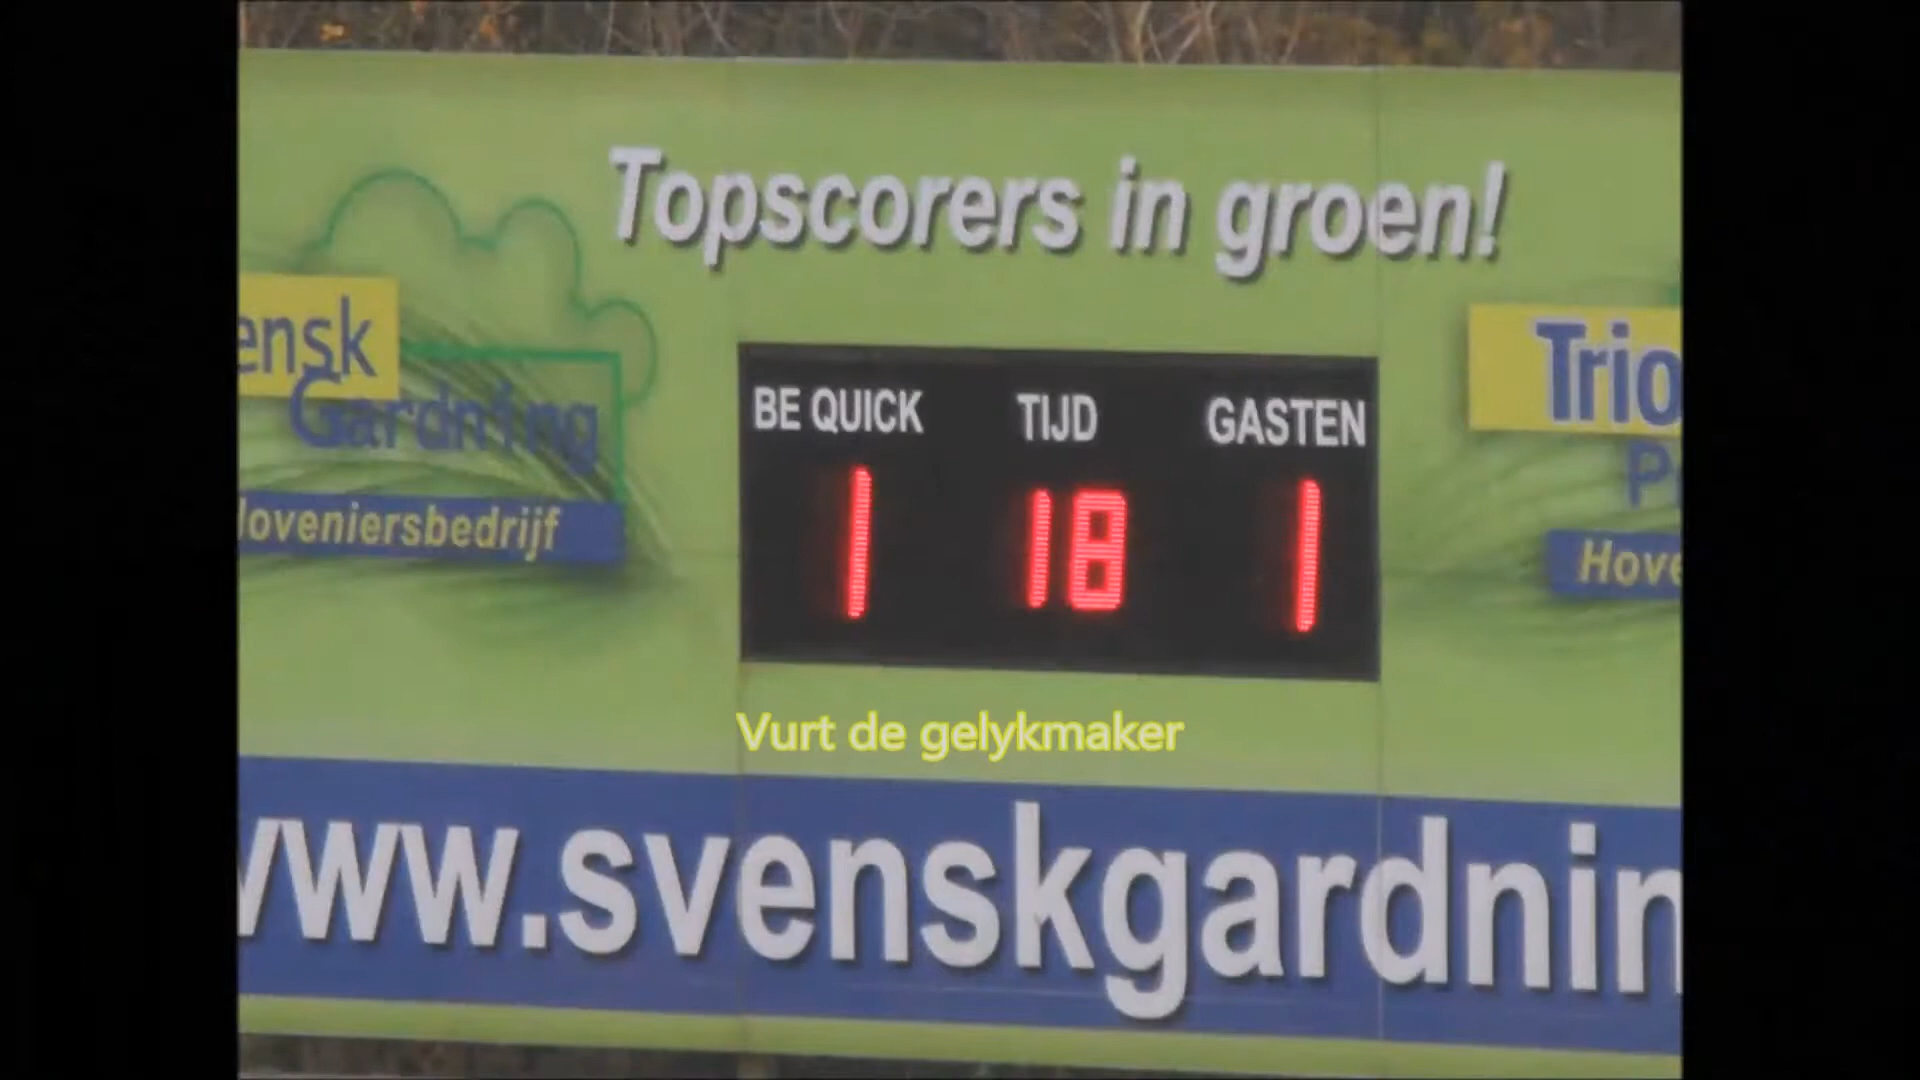 Topscorers in groen!
ensk
Gardning
Trio
BE QUICK TIJD GASTEN
1 18 1
loveniersbedrijf
Hove
Vurt de gelykmaker
www.svenskgardnin